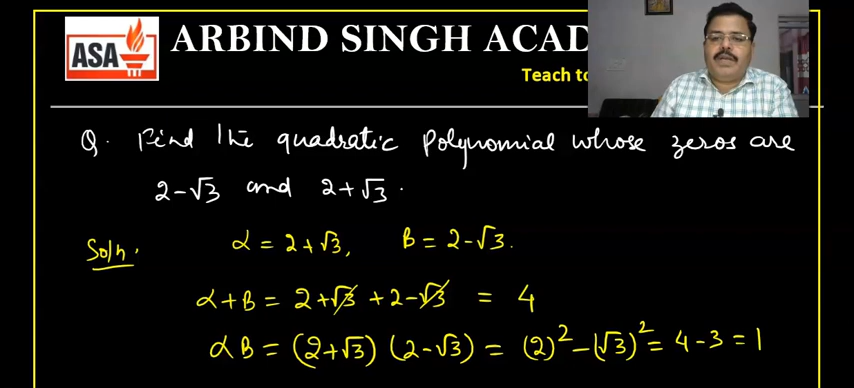 ASA
ARBIND SINGH ACAD
Teach to
Q. Find the quadratic polynomial whose zeros are
2-√3 and 2+√3.
Soln.
α = 2+√3, B = 2-√3.
α+B = 2+√3 + 2-√3 = 4
αB = (2+√3) (2-√3) = (2)² - (√3)² = 4-3 = 1